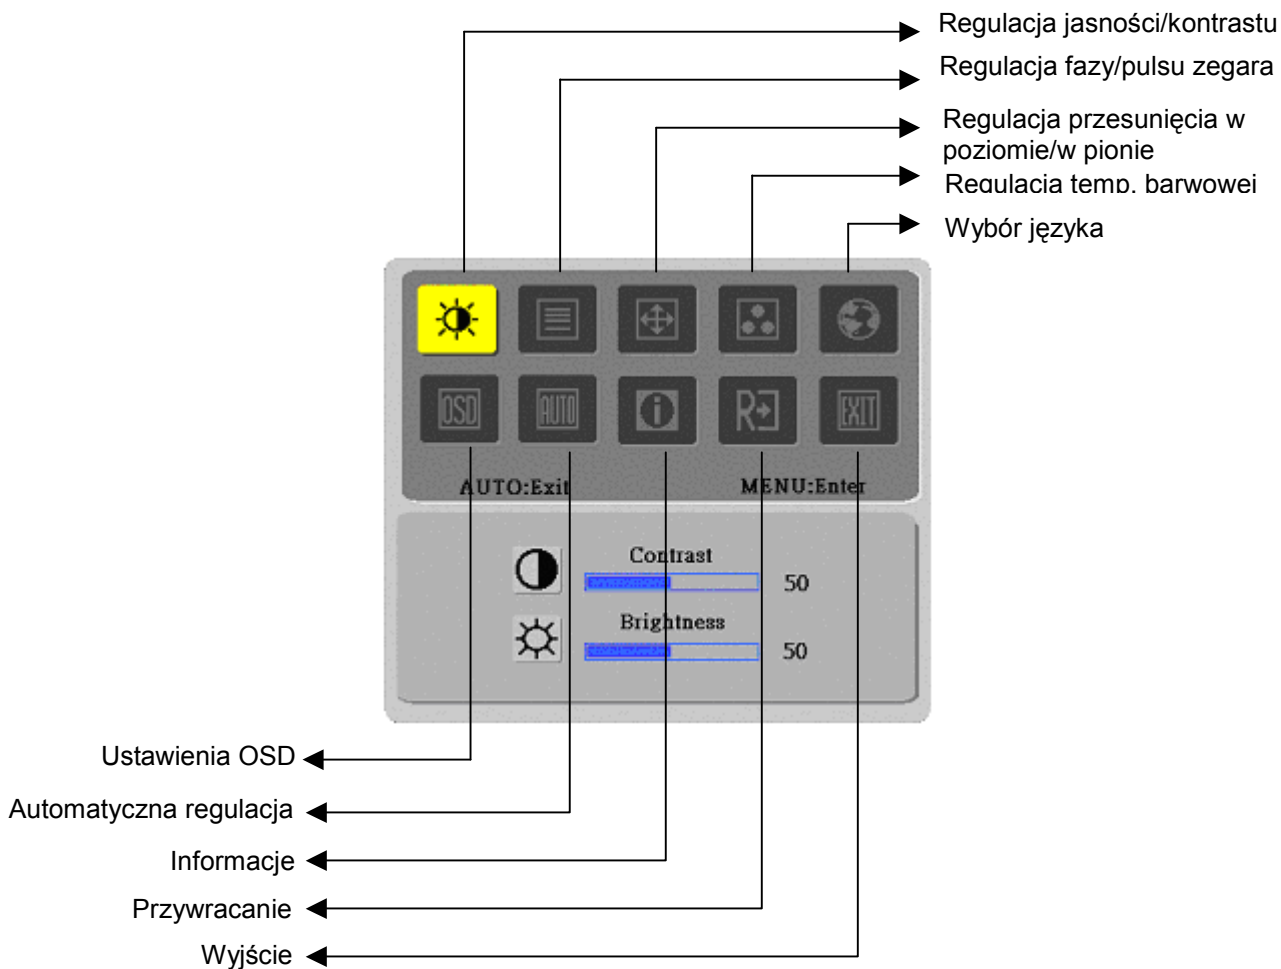 Regulacja jasności/kontrastu
Regulacja fazy/pulsu zegara
Regulacja przesunięcia w
poziomie/w pionie
Regulacja temp. barwowej
Wybór języka
OSD
AUTO
R
EXIT
AUTO:Exit
MENU:Enter
Contrast
50
Brightness
50
Ustawienia OSD
Automatyczna regulacja
Informacje
Przywracanie
Wyjście